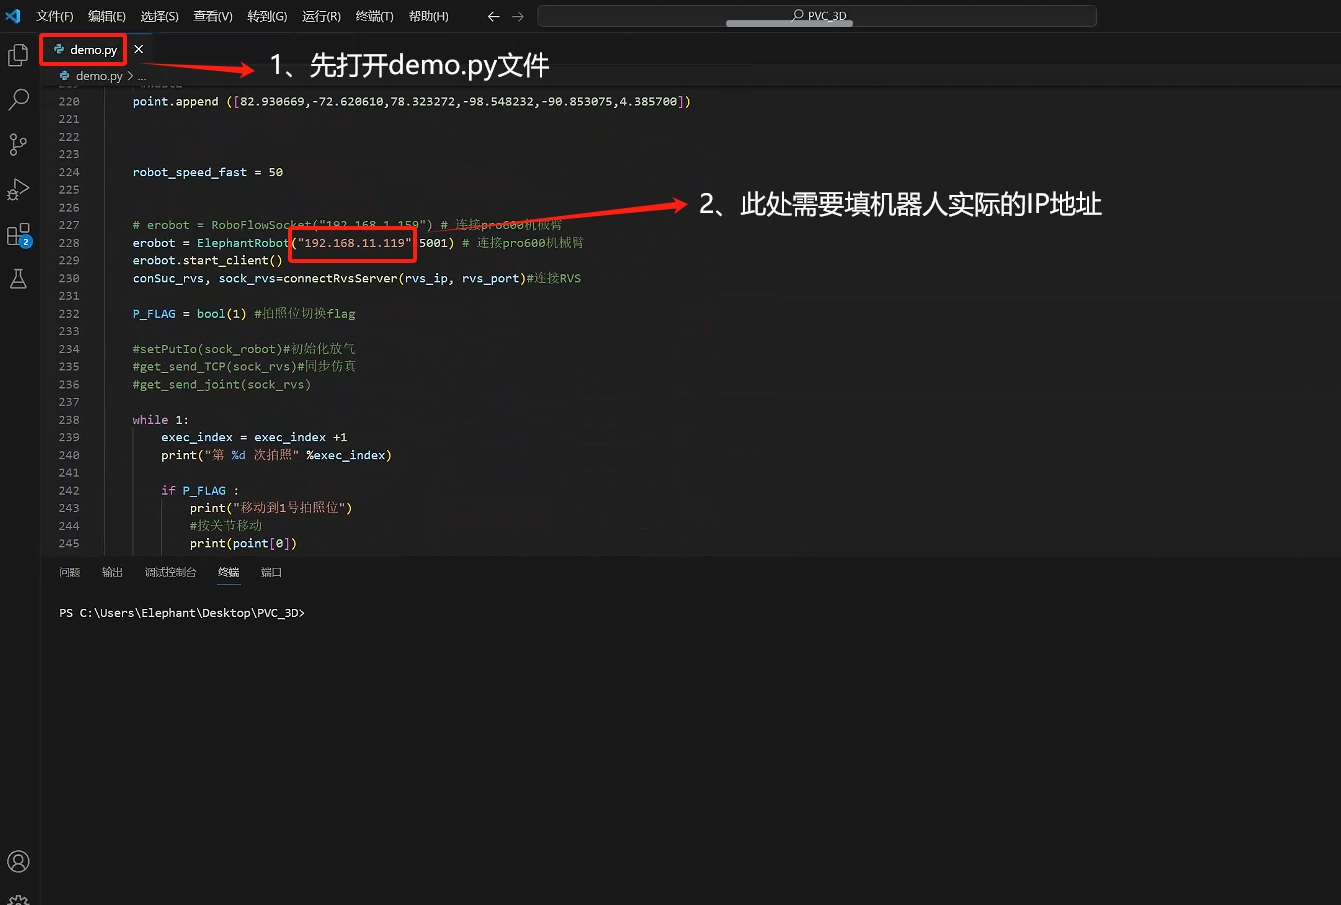 文件(F) 编辑(E) 选择(S) 查看(V) 转到(G) 运行(R) 终端(T) 帮助(H)
PVC_3D
demo.py
1、先打开demo.py文件
demo.py > ...
220 point.append ([82.930669,-72.620610,78.323272,-98.548232,-90.853075,4.385700])
221
222
223
224 robot_speed_fast = 50
225
2、此处需要填机器人实际的IP地址
226
227 # erobot = RoboFlowSocket("192.168.1.159") # 连接pro600机械臂
228 erobot = ElephantRobot("192.168.11.119" 5001) # 连接pro600机械臂
229 erobot.start_client()
230 conSuc_rvs, sock_rvs=connectRvsServer(rvs_ip, rvs_port)#连接RVS
231
232 P_FLAG = bool(1) #拍照位切换flag
233
234 #setPutIo(sock_robot)#初始化放气
235 #get_send_TCP(sock_rvs)#同步仿真
236 #get_send_joint(sock_rvs)
237
238 while 1:
239 exec_index = exec_index +1
240 print("第 %d 次拍照" %exec_index)
241
242 if P_FLAG :
243 print("移动到1号拍照位")
244 #按关节移动
245 print(point[0])
问题 输出 调试控制台 终端 端口
PS C:\Users\Elephant\Desktop\PVC_3D>
2